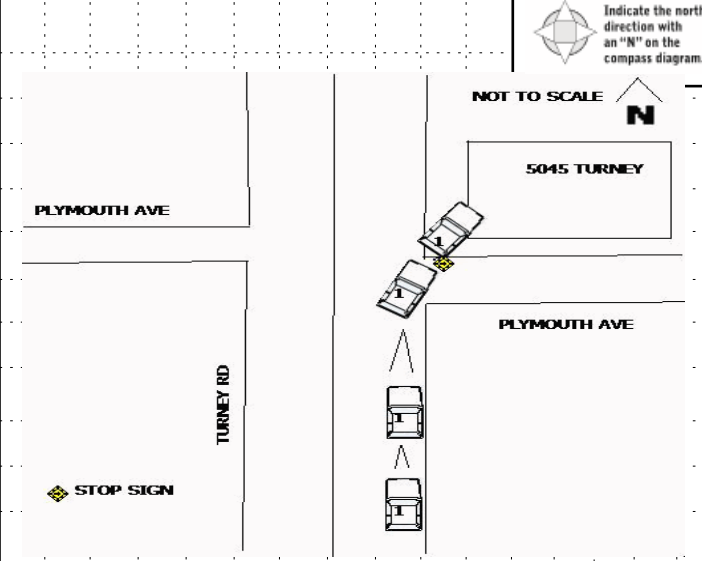 Indicate the north
direction with
an "N" on the
compass diagram.
NOT TO SCALE
N
5045 TURNEY
PLYMOUTH AVE
1
1
PLYMOUTH AVE
TURNEY RD
1
STOP SIGN
1